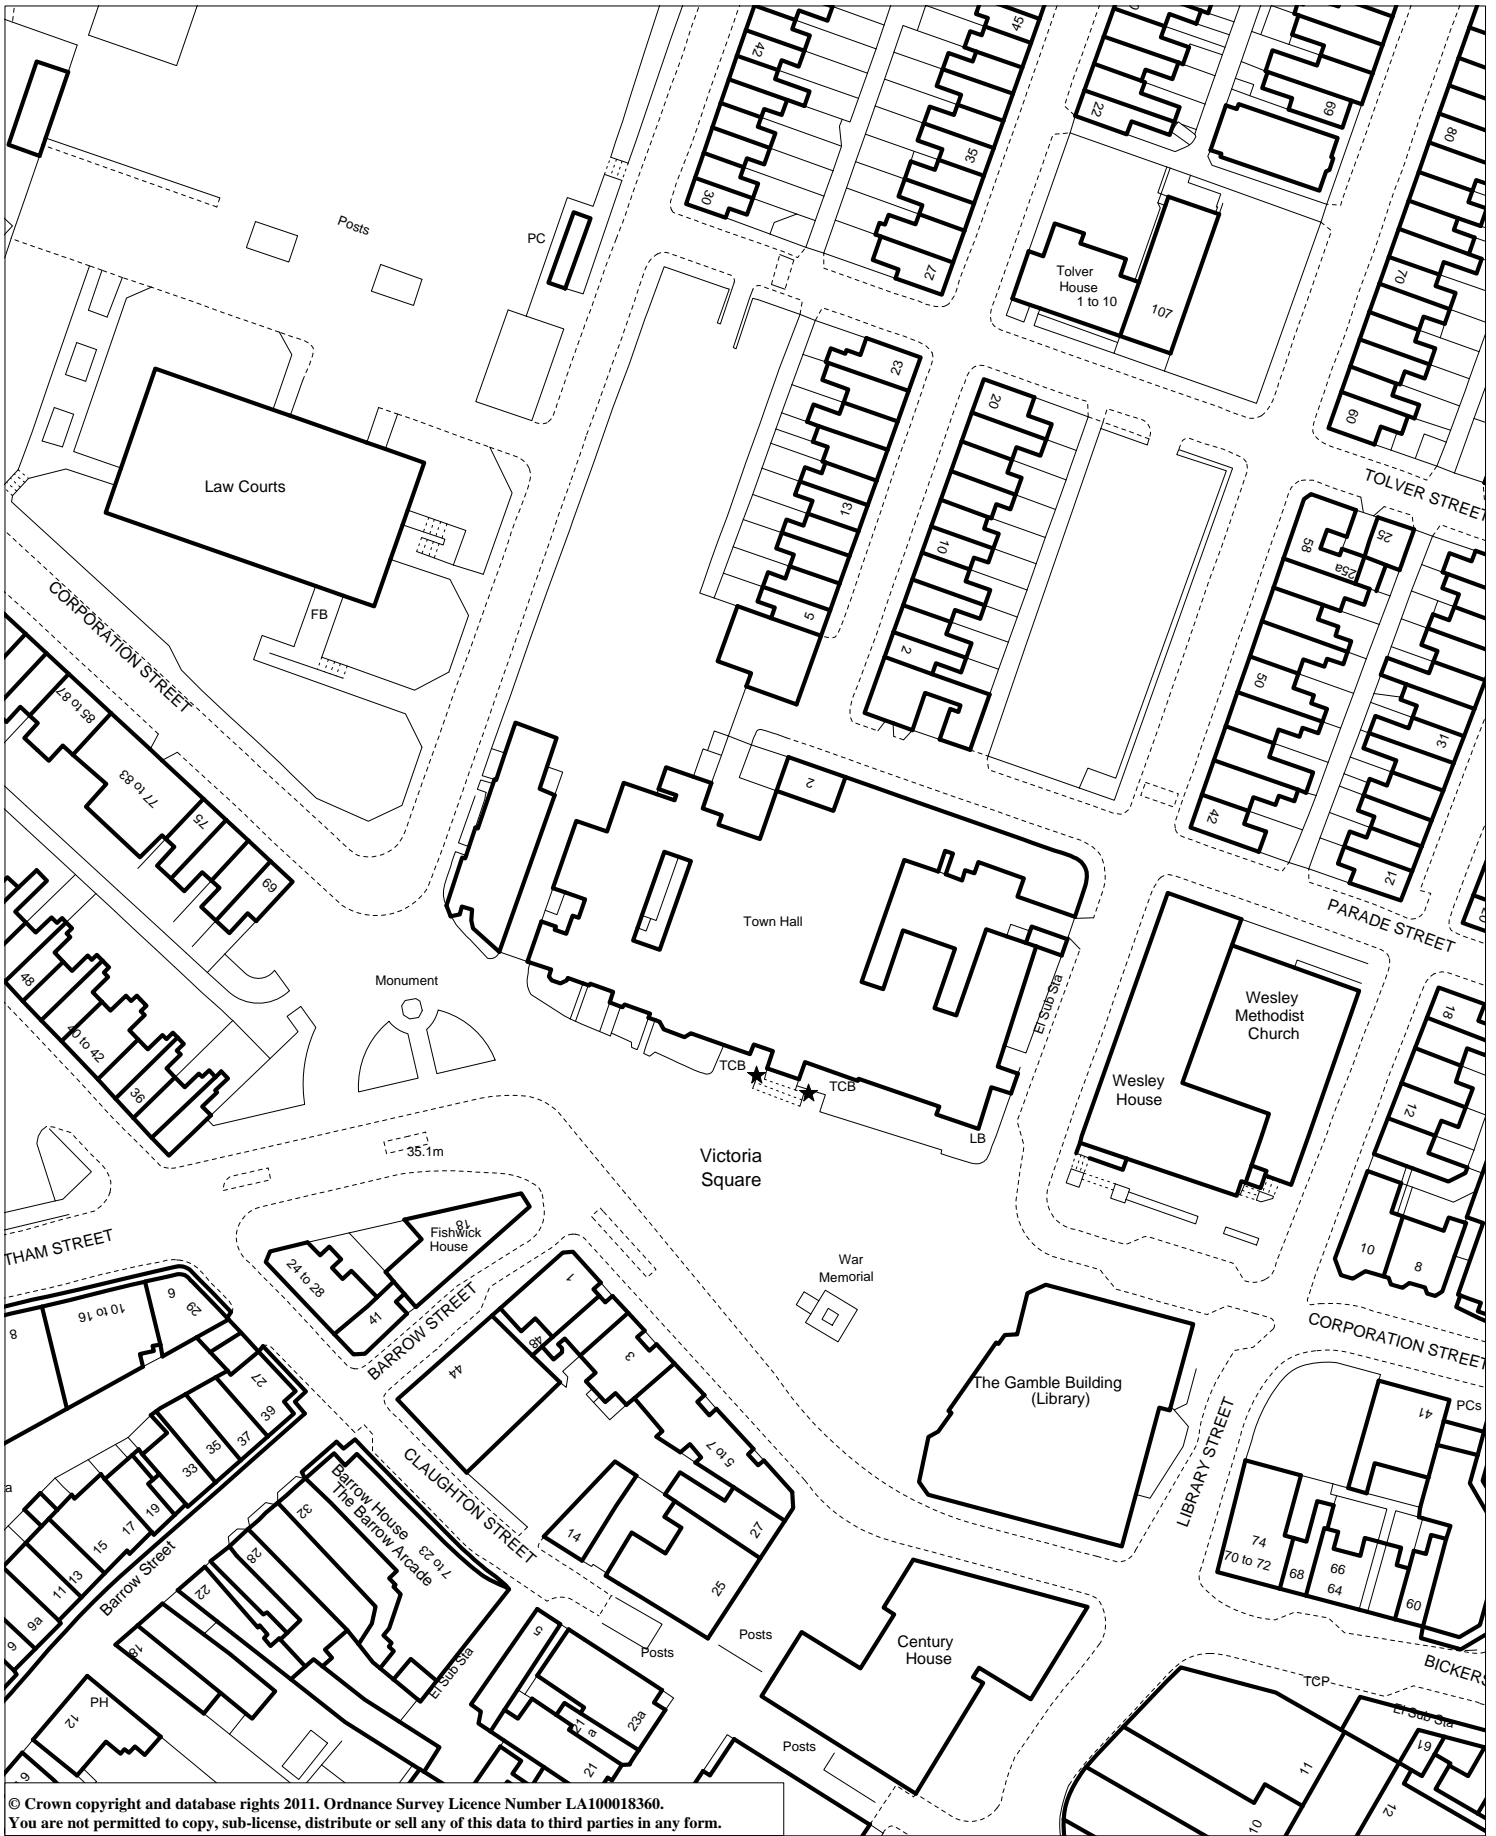 42
45
22
69
80
35
30
Posts
PC
27
Tolver
House
1 to 10
107
70
23
20
60
TOLVER STREET
Law Courts
13
10
58
25
25a
CORPORATION STREET
FB
5
2
50
85 to 87
31
77 to 83
2
75
42
69
21
PARADE STREET
Town Hall
48
Monument
El Sub Sta
Wesley
Methodist
Church
18
40 to 42
36
TCB
TCB
Wesley
House
12
LB
35.1m
Victoria
Square
THAM STREET
18
Fishwick
House
24 to 28
War
Memorial
10
8
1
29
6
10 to 16
8
41
BARROW STREET
CORPORATION STREET
48
3
44
The Gamble Building
(Library)
27
39
37
35
33
41
PCs
LIBRARY STREET
5 to 7
CLAUGHTON STREET
Barrow House
The Barrow Arcade
7 to 23
32
19
17
15
14
27
28
74
70 to 72
68
66
64
60
13
11
9a
Barrow Street
22
25
5
Posts
Posts
Century
House
18
El Sub Sta
BICKERS
TCP
El Sub Sta
PH
12
21
a
23a
21
Posts
61
11
12
10
© Crown copyright and database rights 2011. Ordnance Survey Licence Number LA100018360.
You are not permitted to copy, sub-license, distribute or sell any of this data to third parties in any form.